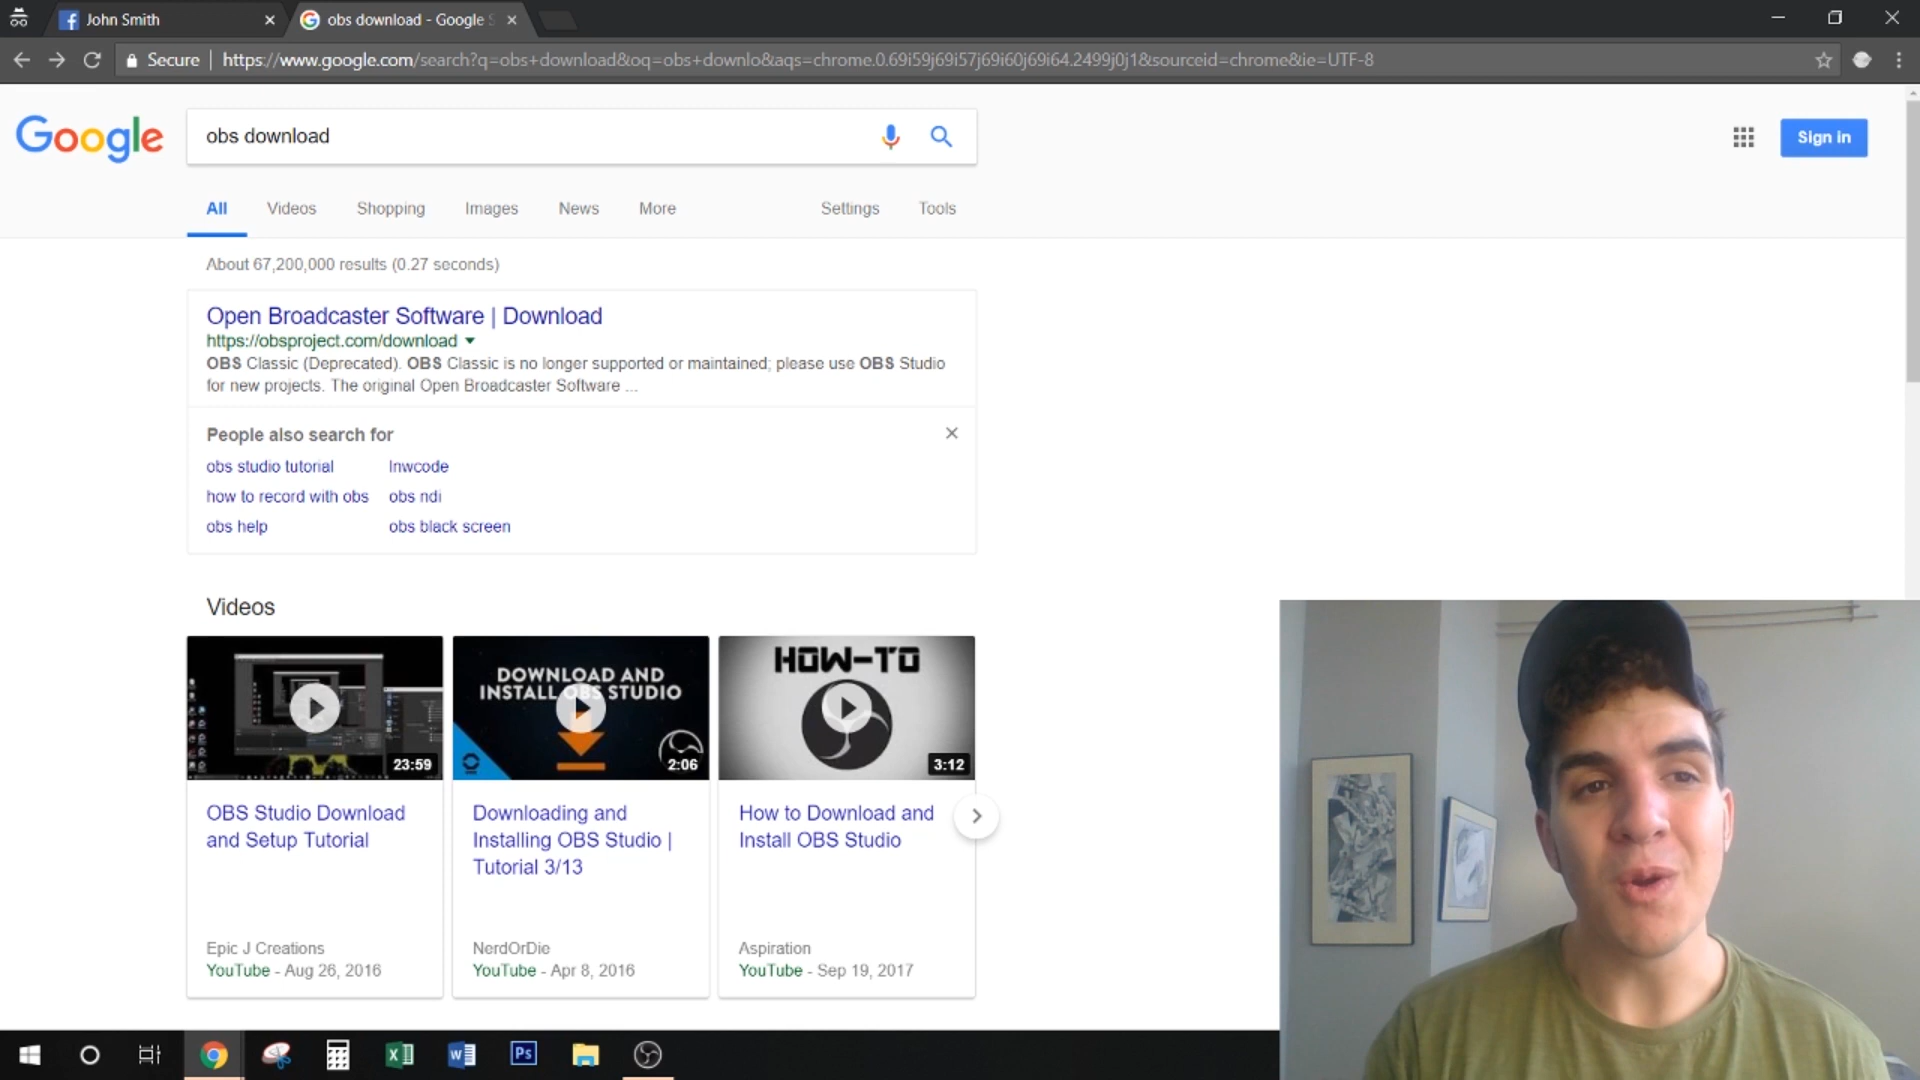 John Smith
obs download - Google S
Secure
https://www.google.com/search?q=obs+download&oq=obs+downlo&aqs=chrome.0.69i59j69i57j69i60j69i64.2499j0j1&sourceid=chrome&ie=UTF-8
Google
obs download
Sign in
All
Videos
Shopping
Images
News
More
Settings
Tools
About 67,200,000 results (0.27 seconds)
Open Broadcaster Software | Download
https://obsproject.com/download
OBS Classic (Deprecated). OBS Classic is no longer supported or maintained; please use OBS Studio
for new projects. The original Open Broadcaster Software ...
People also search for
obs studio tutorial
lnwcode
how to record with obs
obs ndi
obs help
obs black screen
Videos
23:59
DOWNLOAD AND
INSTALL OBS STUDIO
2:06
HOW-TO
3:12
OBS Studio Download
and Setup Tutorial
Downloading and
Installing OBS Studio |
Tutorial 3/13
How to Download and
Install OBS Studio
Epic J Creations
YouTube - Aug 26, 2016
NerdOrDie
YouTube - Apr 8, 2016
Aspiration
YouTube - Sep 19, 2017
Ps